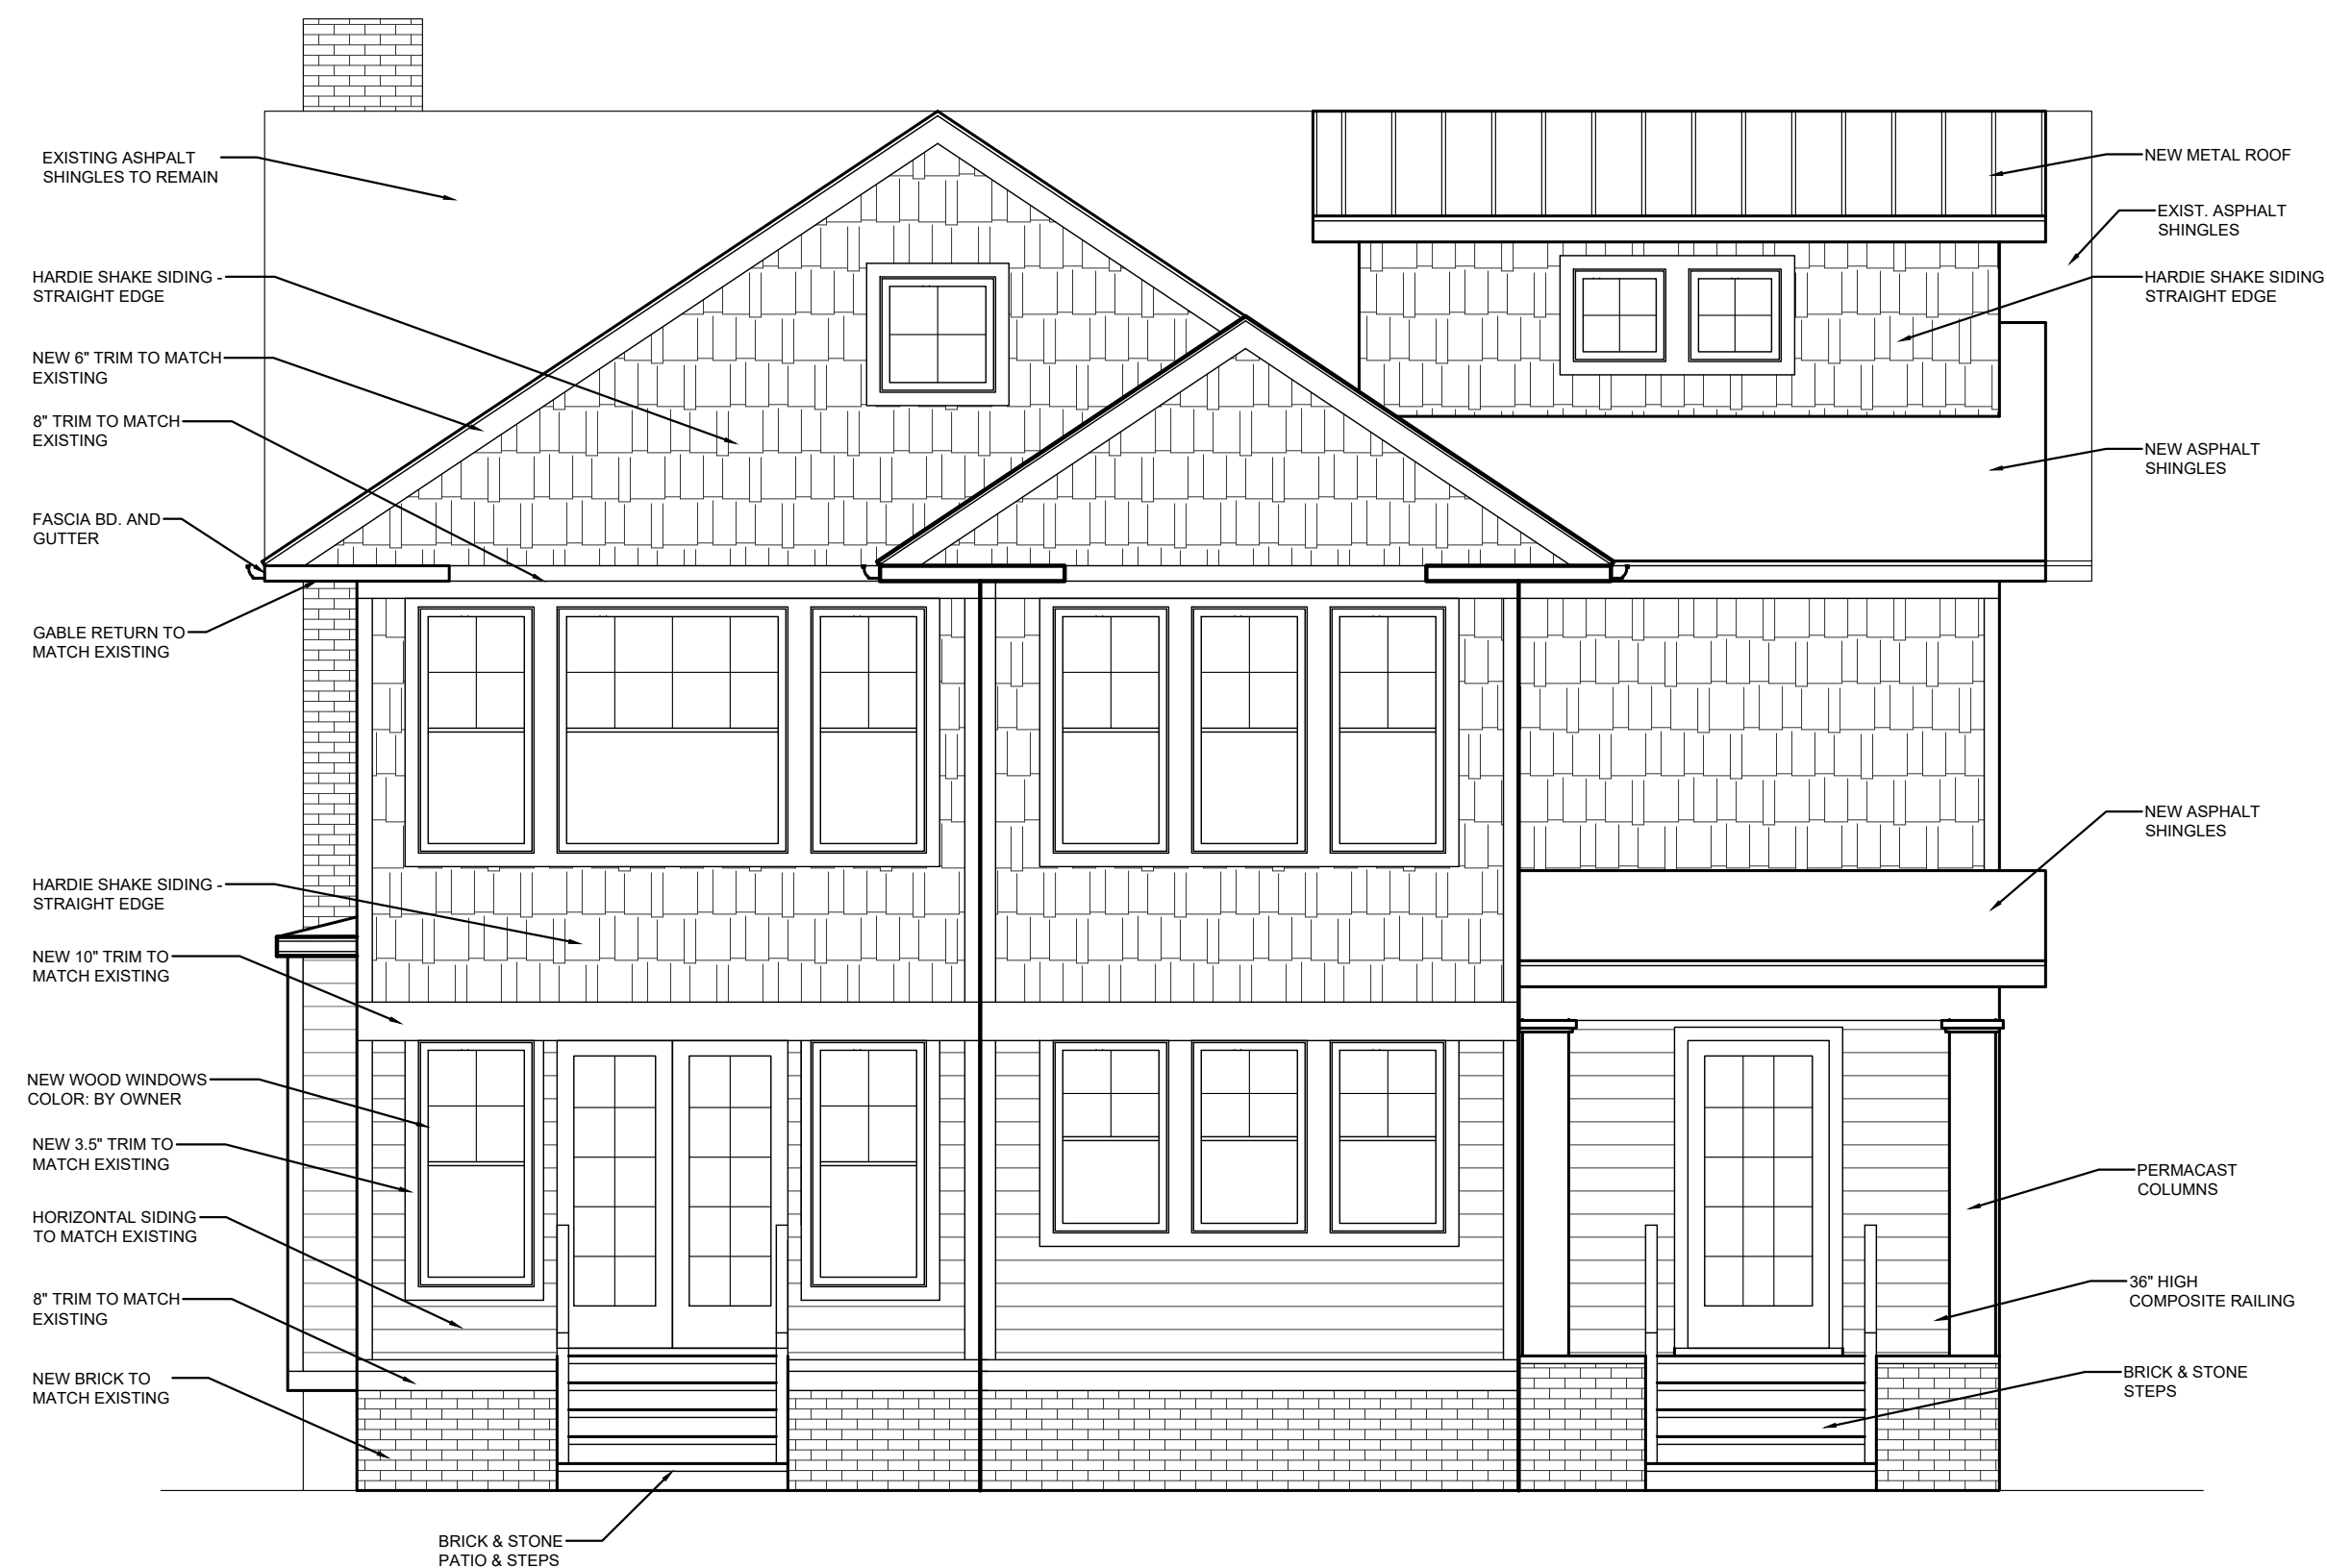 EXISTING ASHPALT
SHINGLES TO REMAIN
HARDIE SHAKE SIDING -
STRAIGHT EDGE
NEW 6" TRIM TO MATCH
EXISTING
8" TRIM TO MATCH
EXISTING
FASCIA BD. AND
GUTTER
GABLE RETURN TO
MATCH EXISTING
HARDIE SHAKE SIDING -
STRAIGHT EDGE
NEW 10" TRIM TO
MATCH EXISTING
NEW WOOD WINDOWS
COLOR: BY OWNER
NEW 3.5" TRIM TO
MATCH EXISTING
HORIZONTAL SIDING
TO MATCH EXISTING
8" TRIM TO MATCH
EXISTING
NEW BRICK TO
MATCH EXISTING
BRICK & STONE
PATIO & STEPS
NEW METAL ROOF
EXIST. ASPHALT
SHINGLES
HARDIE SHAKE SIDING
STRAIGHT EDGE
NEW ASPHALT
SHINGLES
NEW ASPHALT
SHINGLES
PERMACAST
COLUMNS
36" HIGH
COMPOSITE RAILING
BRICK & STONE
STEPS